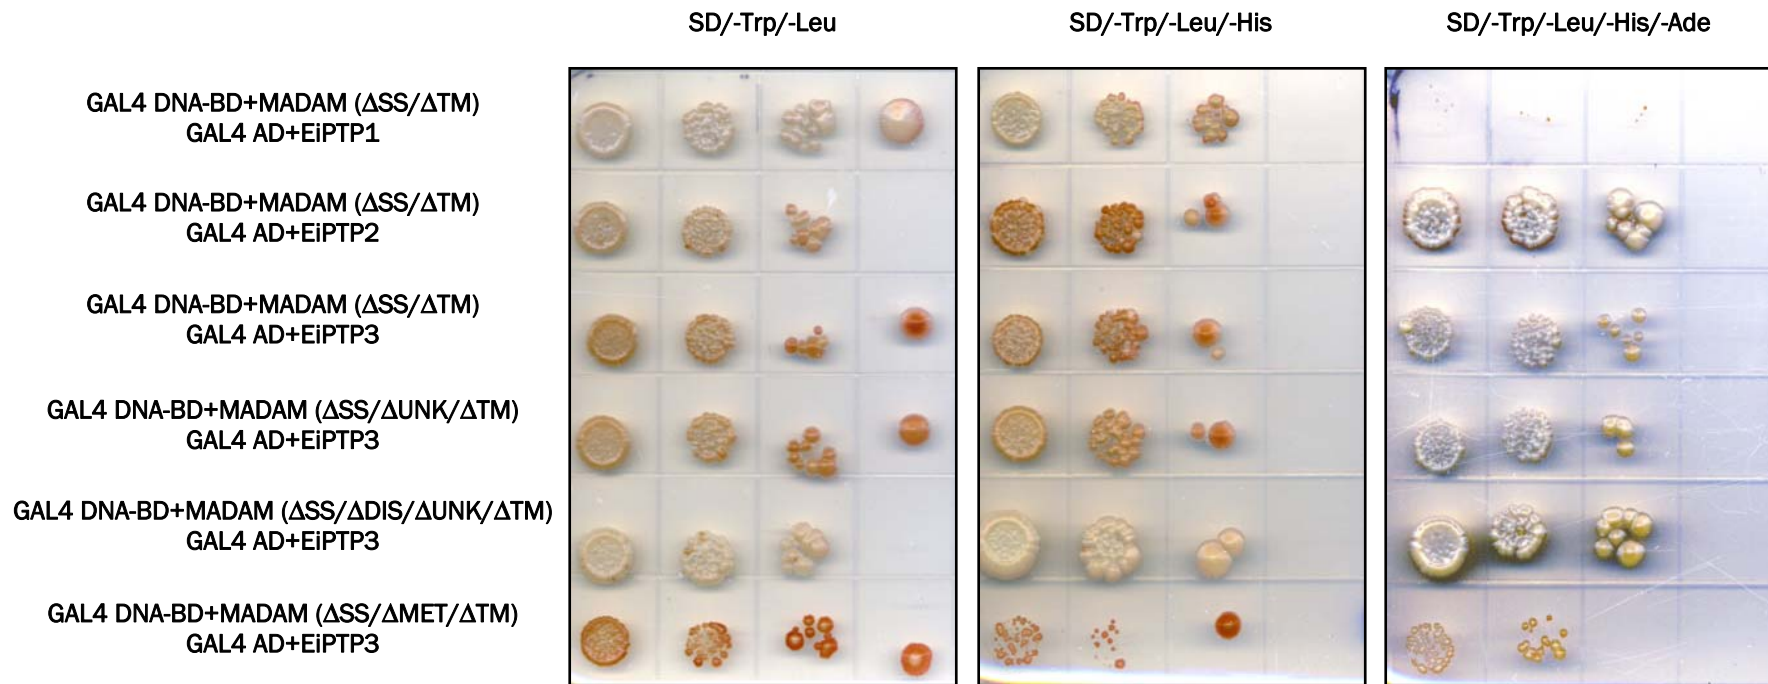 SD/-Trp/-Leu
SD/-Trp/-Leu/-His
SD/-Trp/-Leu/-His/-Ade
GAL4 DNA-BD+MADAM (ΔSS/ΔTM)
GAL4 AD+EiPTP1
GAL4 DNA-BD+MADAM (ΔSS/ΔTM)
GAL4 AD+EiPTP2
GAL4 DNA-BD+MADAM (ΔSS/ΔTM)
GAL4 AD+EiPTP3
GAL4 DNA-BD+MADAM (ΔSS/ΔUNK/ΔTM)
GAL4 AD+EiPTP3
GAL4 DNA-BD+MADAM (ΔSS/ΔDIS/ΔUNK/ΔTM)
GAL4 AD+EiPTP3
GAL4 DNA-BD+MADAM (ΔSS/ΔMET/ΔTM)
GAL4 AD+EiPTP3